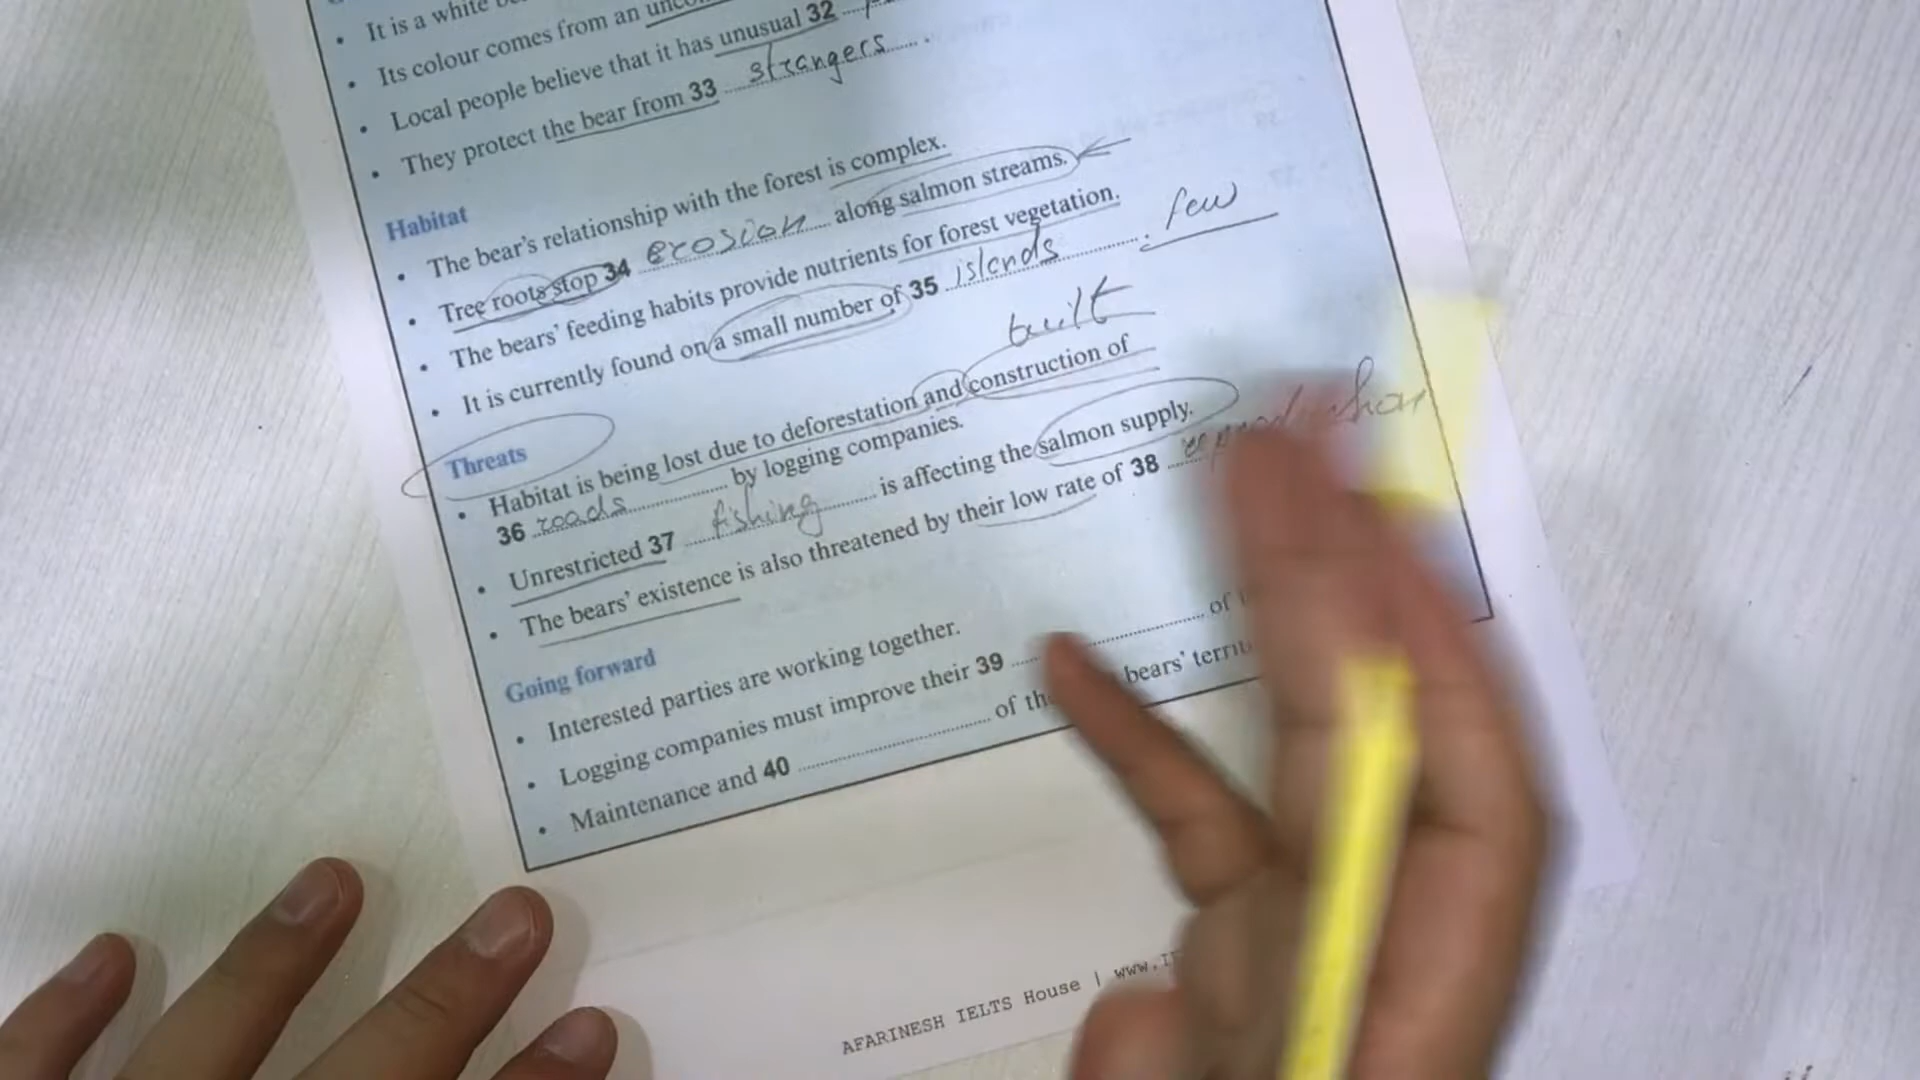 It is a white
Its colour comes from an
Local people believe that it has unusual 32
They protect the bear from 33 strangers
Habitat
The bear's relationship with the forest is complex.
Tree roots stop 34 erosion along salmon streams.
The bears' feeding habits provide nutrients for forest vegetation.
It is currently found on a small number of 35 islands . few
built
Threats
Habitat is being lost due to deforestation and construction of
36 roads by logging companies.
Unrestricted 37 fishing is affecting the salmon supply.
The bears' existence is also threatened by their low rate of 38
Going forward
Interested parties are working together.
Logging companies must improve their 39 of
Maintenance and 40 of the bears'
AFARINESH IELTS House |